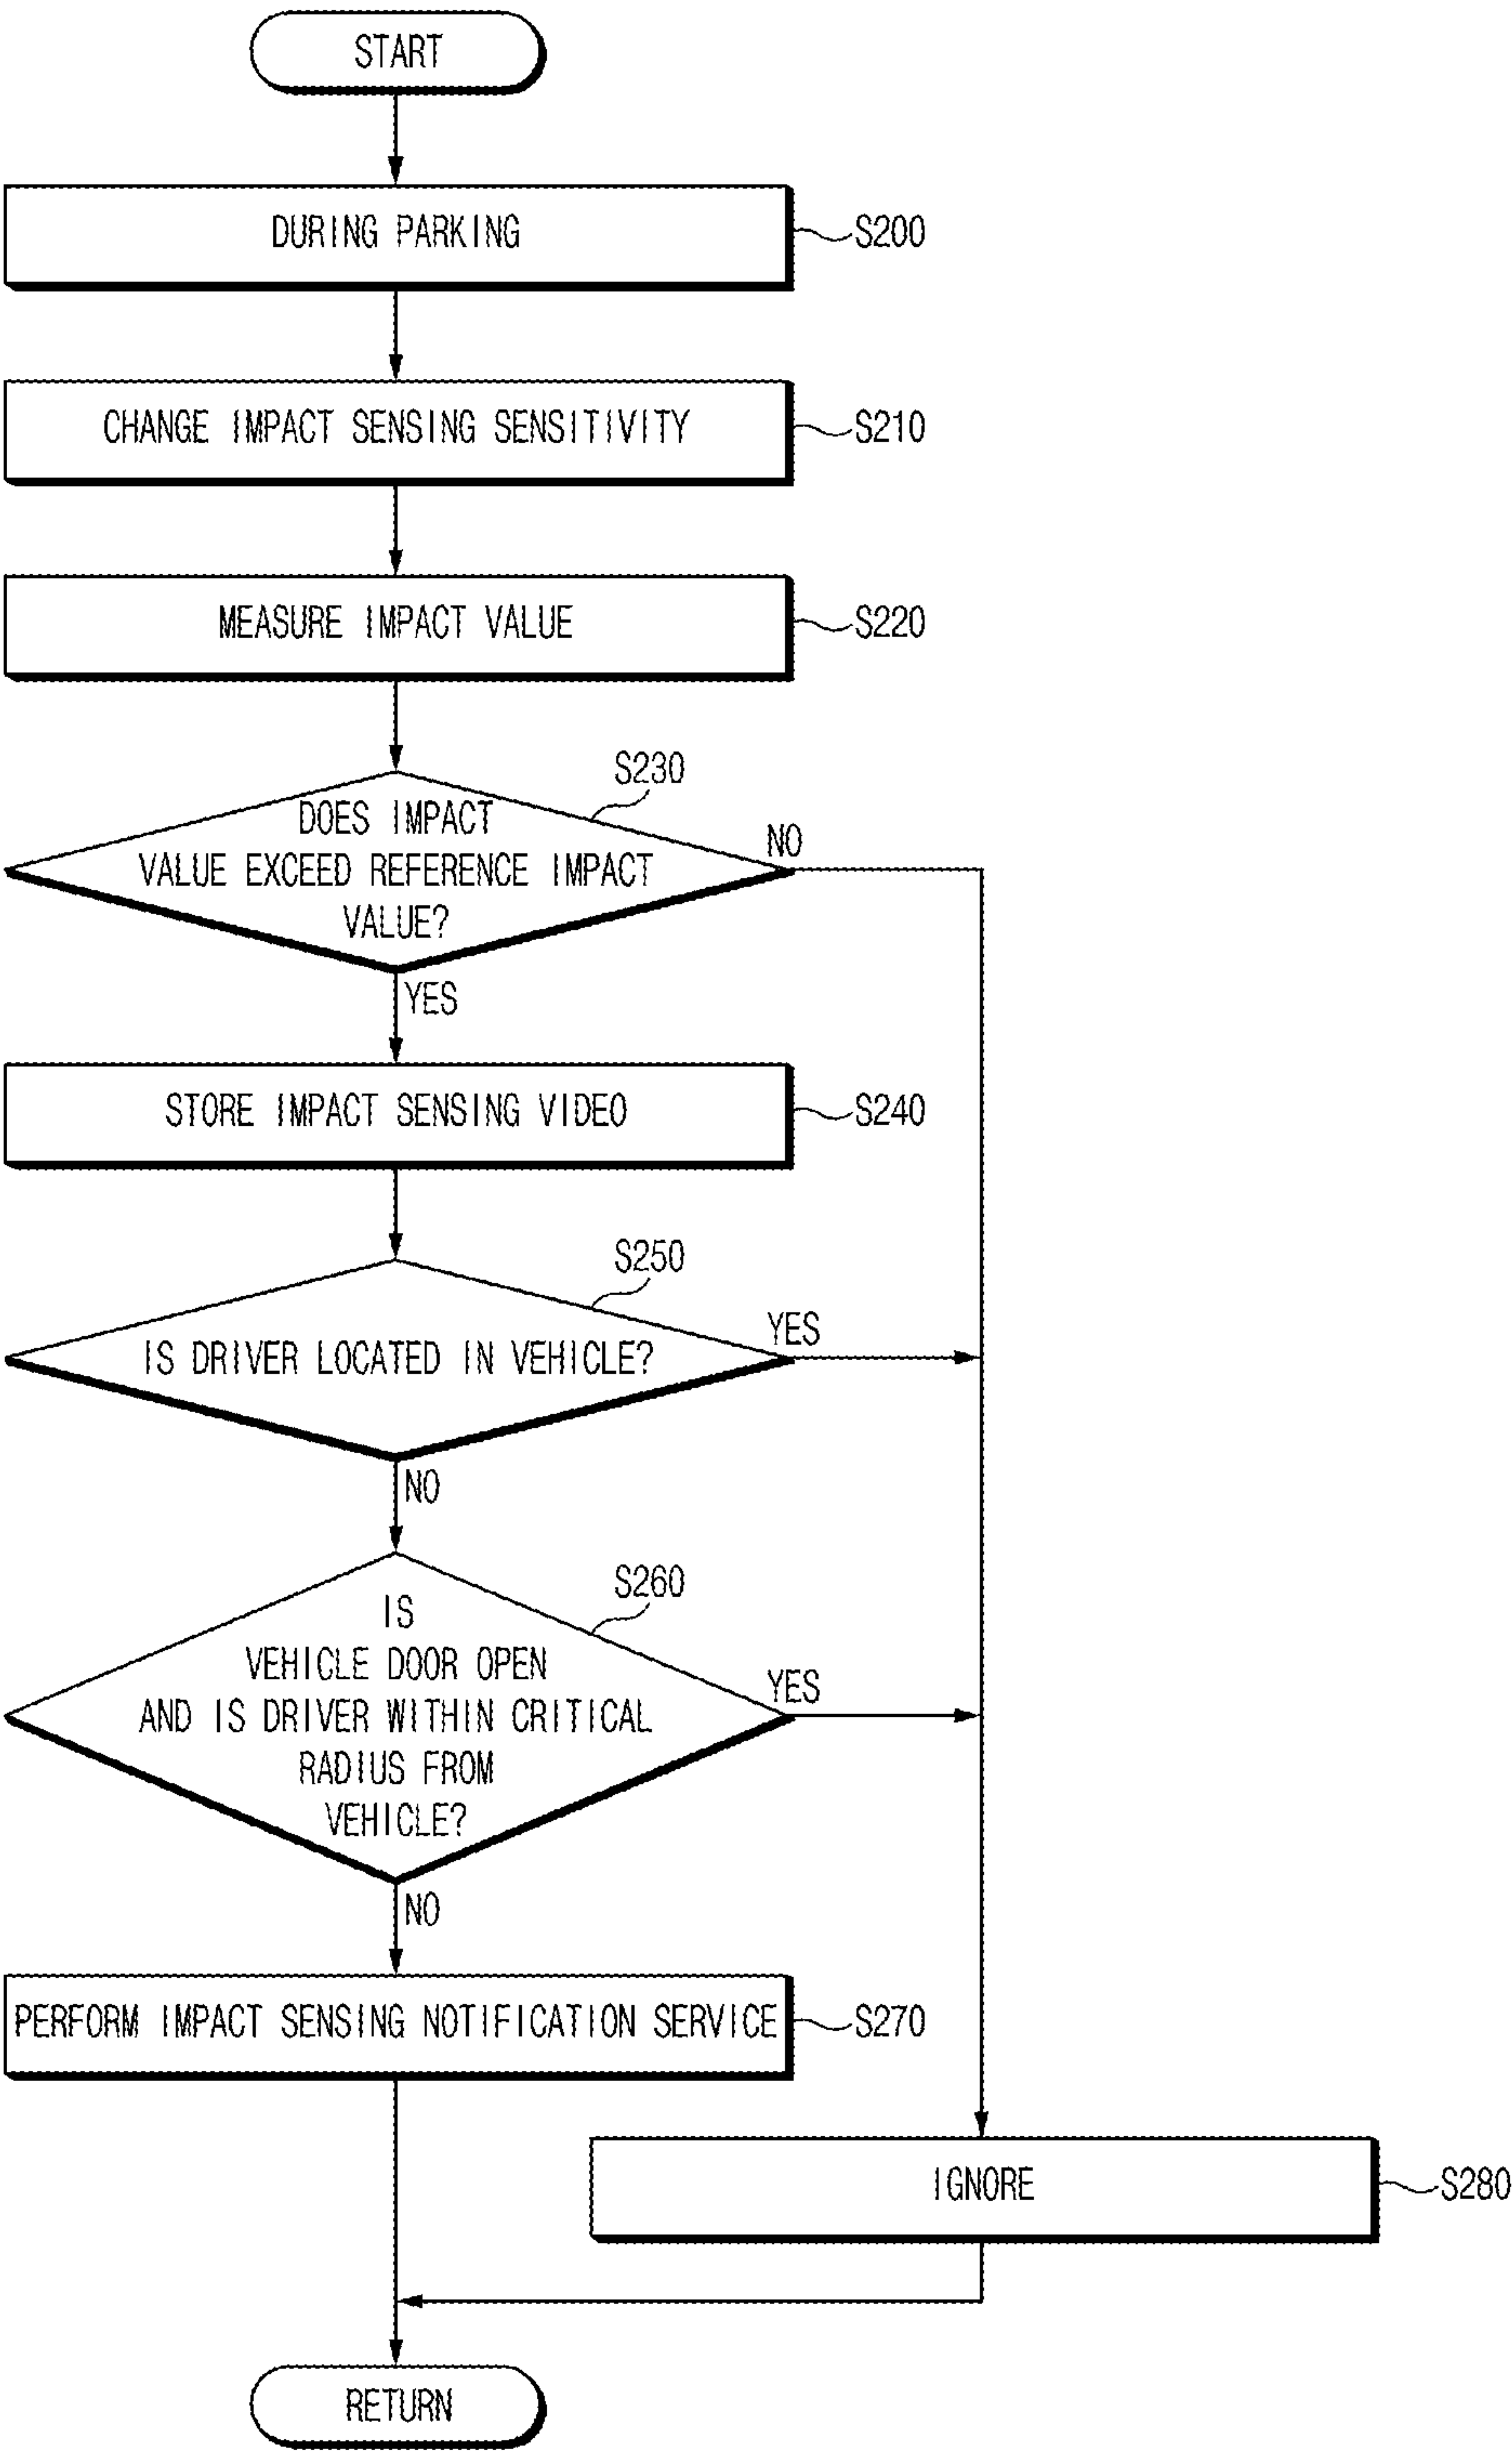 START
DURING PARKING
S200
CHANGE IMPACT SENSING SENSITIVITY
S210
MEASURE IMPACT VALUE
S220
S230
DOES IMPACT
VALUE EXCEED REFERENCE IMPACT
VALUE?
NO
YES
STORE IMPACT SENSING VIDEO
S240
S250
IS DRIVER LOCATED IN VEHICLE?
YES
NO
S260
IS
VEHICLE DOOR OPEN
AND IS DRIVER WITHIN CRITICAL
RADIUS FROM
VEHICLE?
YES
NO
PERFORM IMPACT SENSING NOTIFICATION SERVICE
S270
IGNORE
S280
RETURN